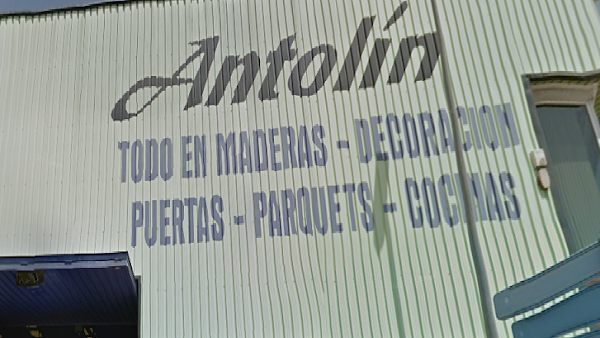 Antolín
TODO EN MADERAS - DECORACION
PUERTAS - PARQUETS - COCINAS